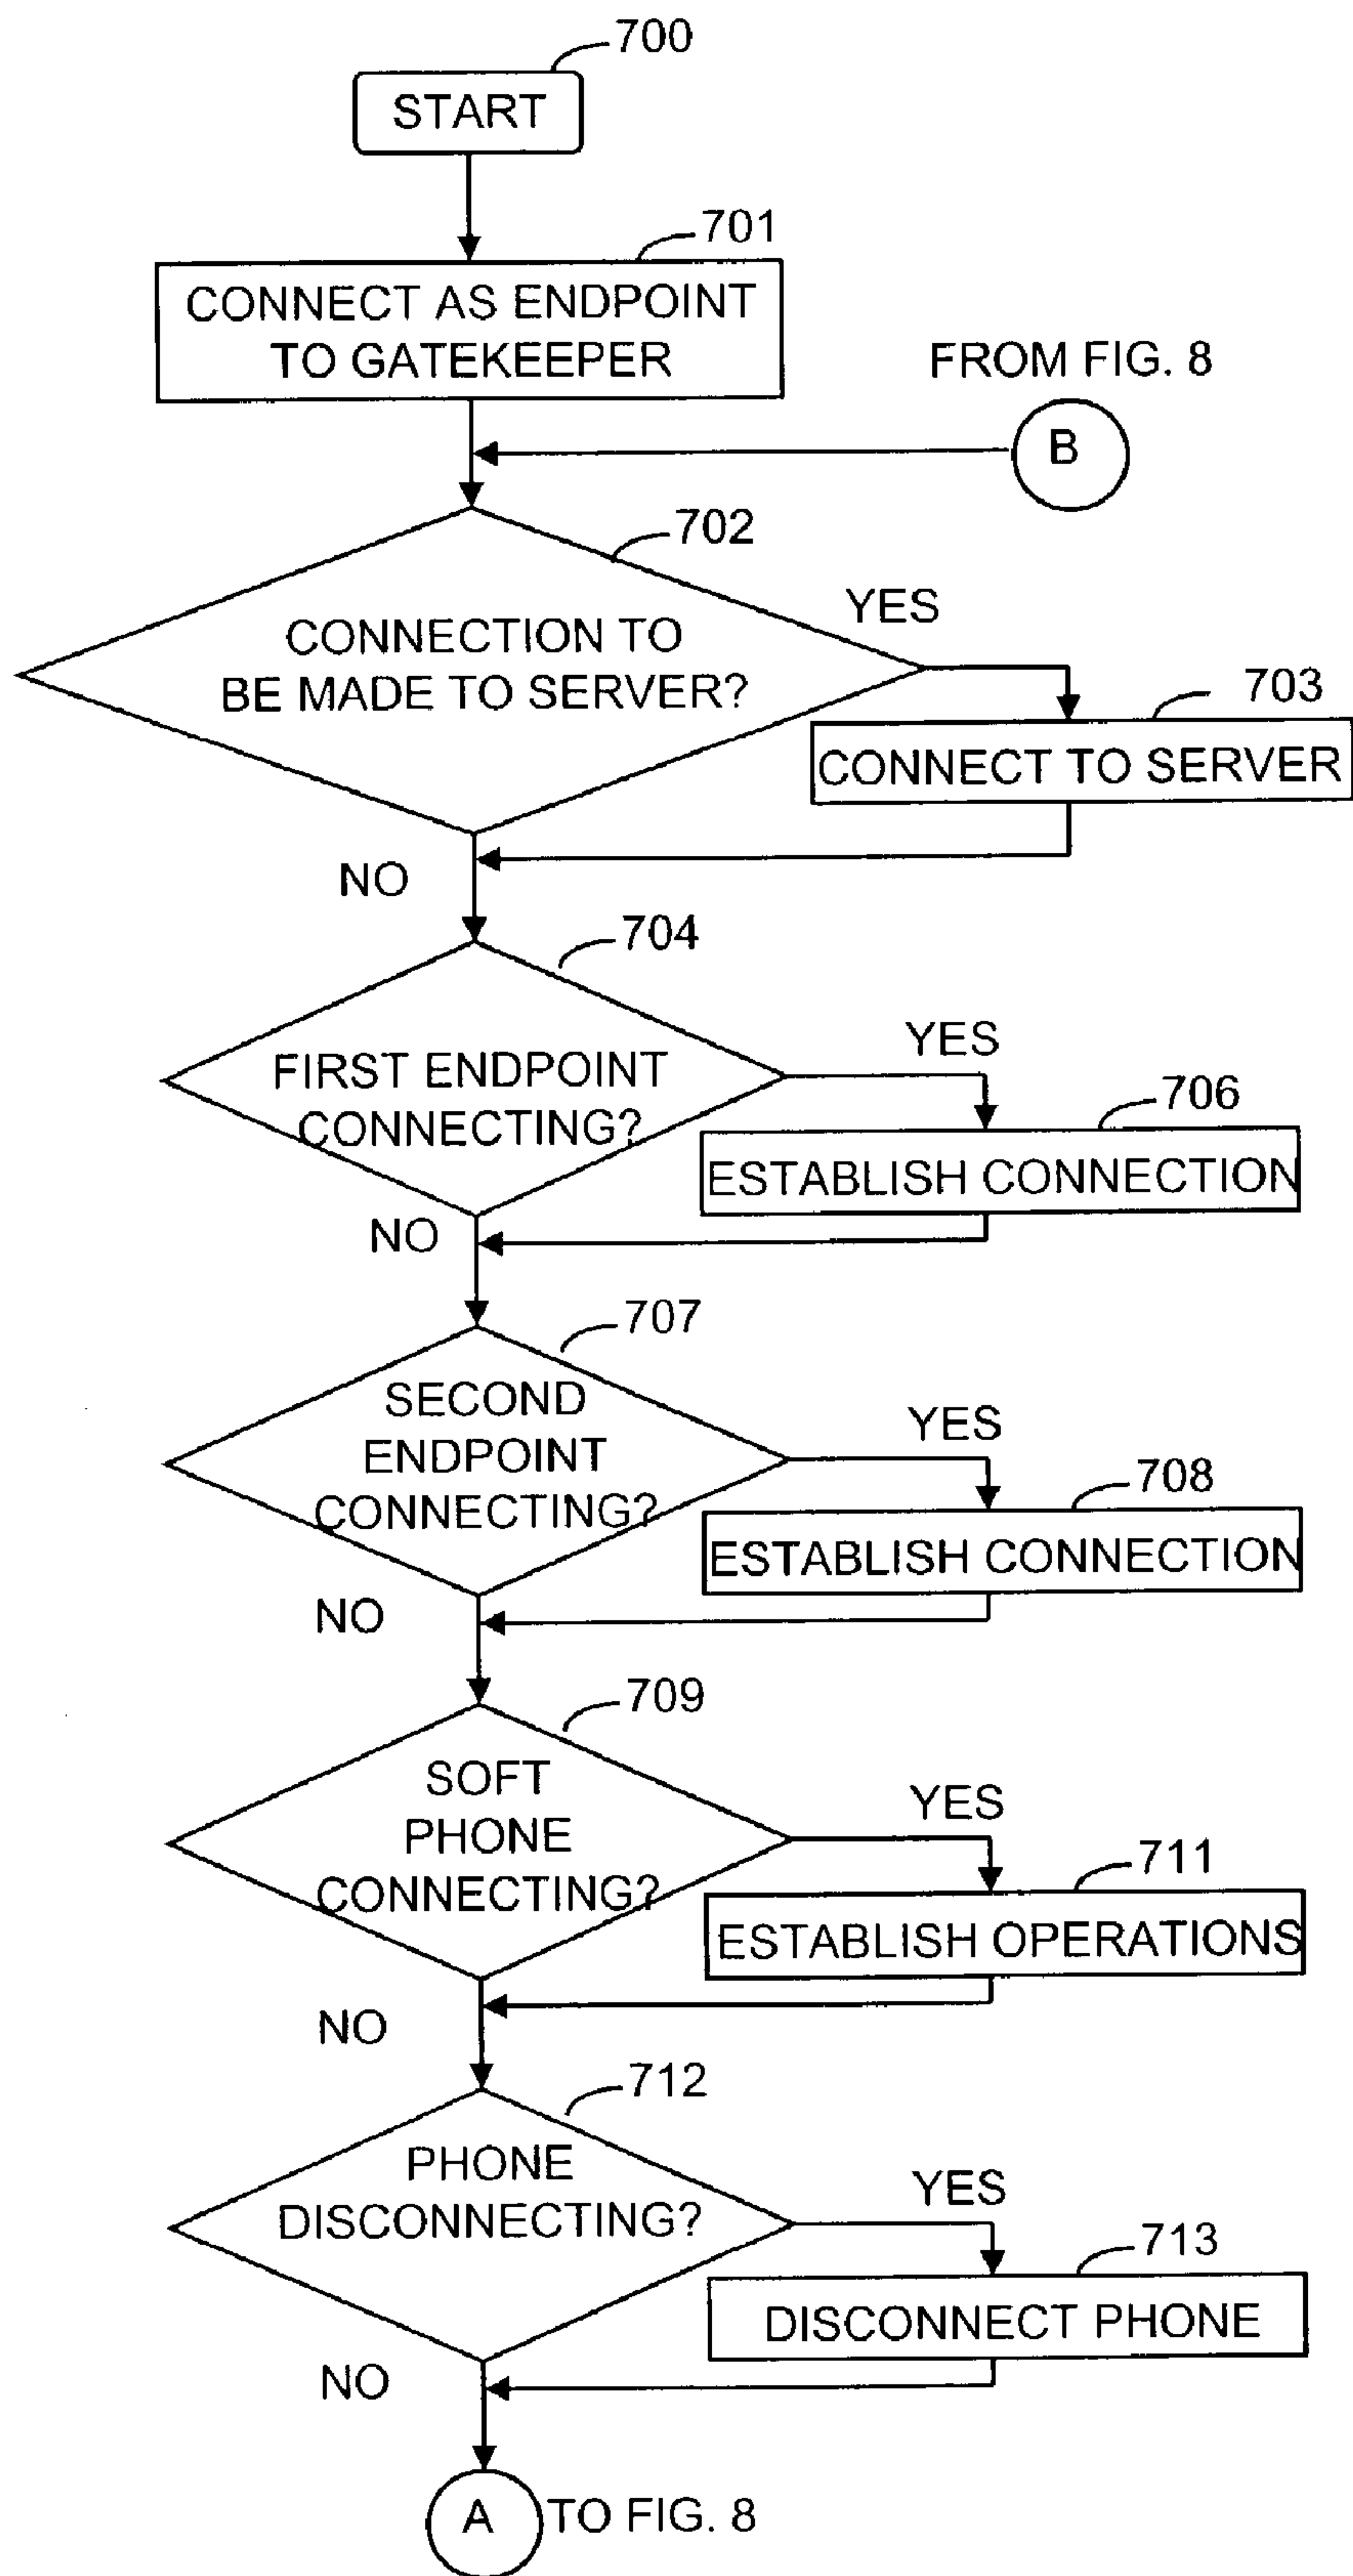 700
START
701
CONNECT AS ENDPOINT
TO GATEKEEPER
FROM FIG. 8
B
702
CONNECTION TO
BE MADE TO SERVER?
YES
703
CONNECT TO SERVER
NO
704
FIRST ENDPOINT
CONNECTING?
YES
706
ESTABLISH CONNECTION
NO
707
SECOND
ENDPOINT
CONNECTING?
YES
708
ESTABLISH CONNECTION
NO
709
SOFT
PHONE
CONNECTING?
YES
711
ESTABLISH OPERATIONS
NO
712
PHONE
DISCONNECTING?
YES
713
DISCONNECT PHONE
NO
A
TO FIG. 8